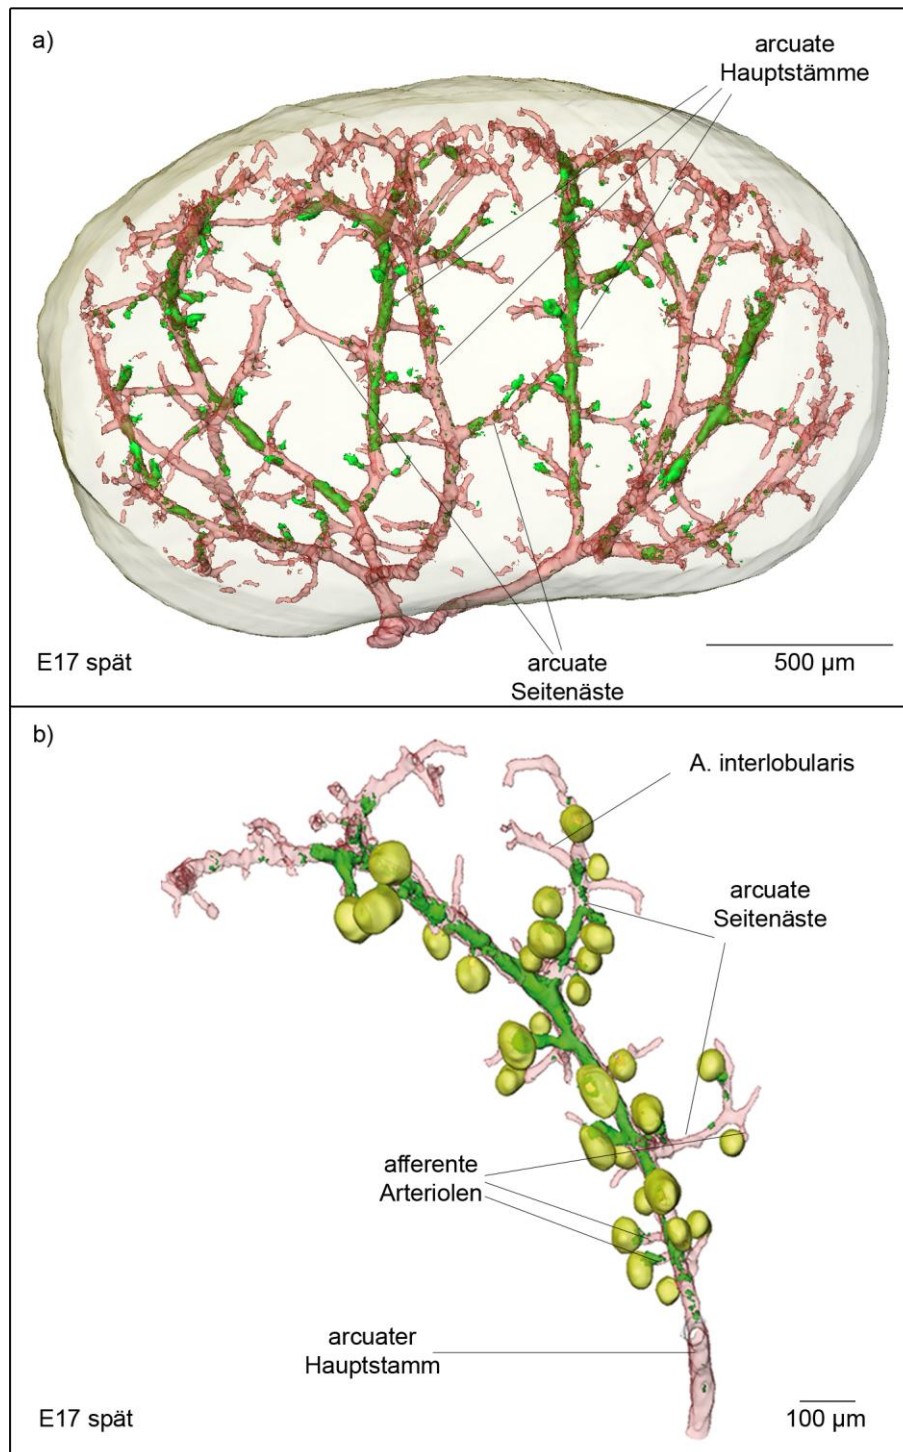 a)
arcuate
Hauptstämme
E17 spät
arcuate
Seitenäste
500 µm
b)
A. interlobularis
arcuate
Seitenäste
afferente
Arteriolen
arcuater
Hauptstamm
E17 spät
100 µm